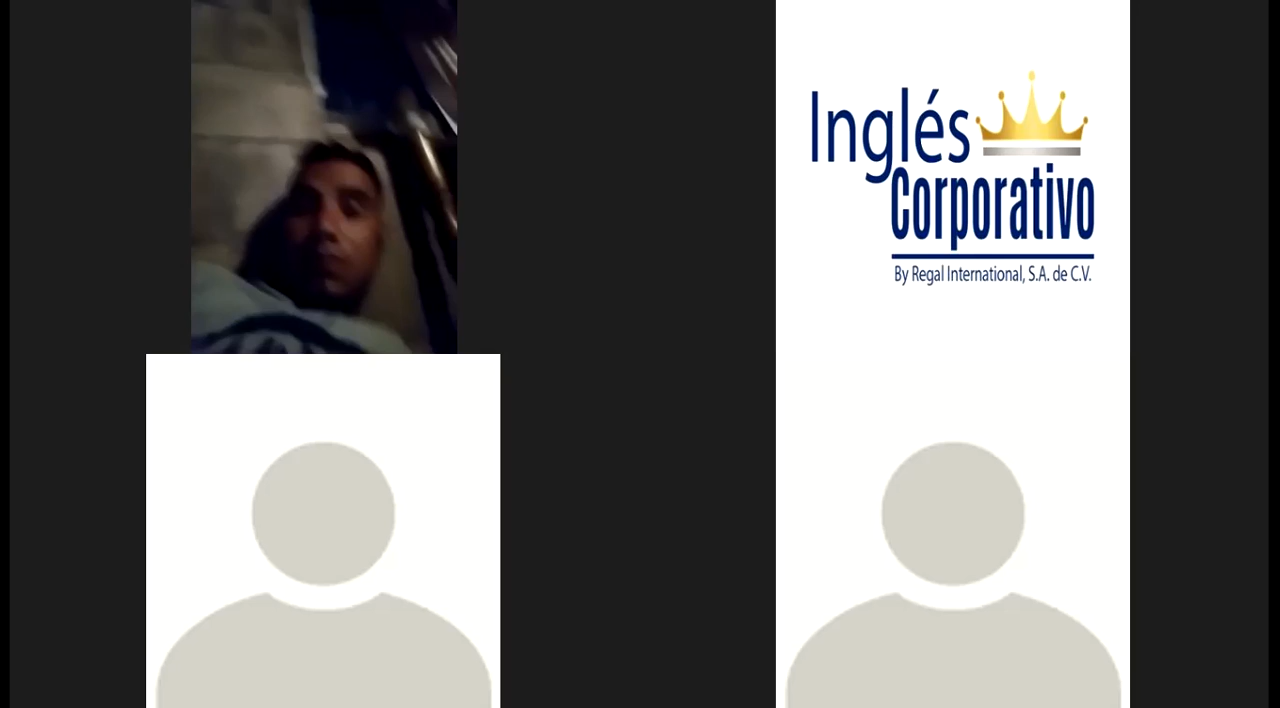 Inglés
Corporativo
By Regal International, S.A. de C.V.